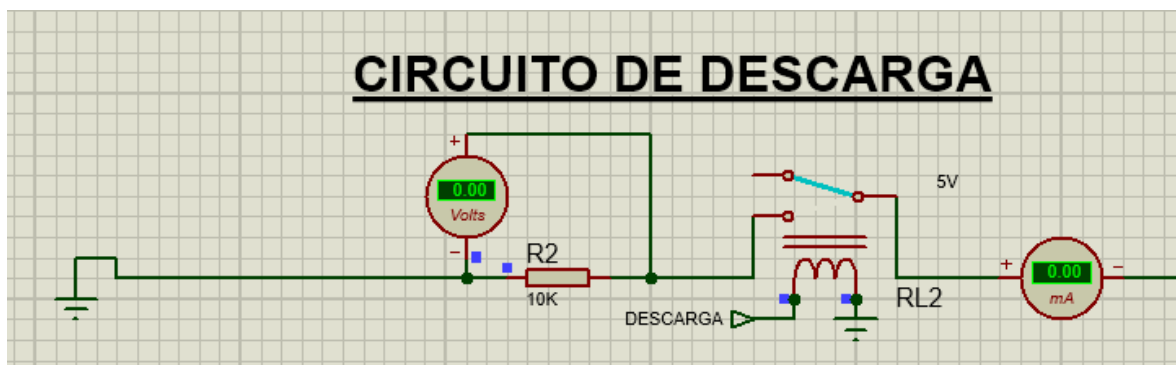 CIRCUITO DE DESCARGA
+
0.00
Volts
−
R2
10K
5V
DESCARGA
RL2
+
0.00
mA
−